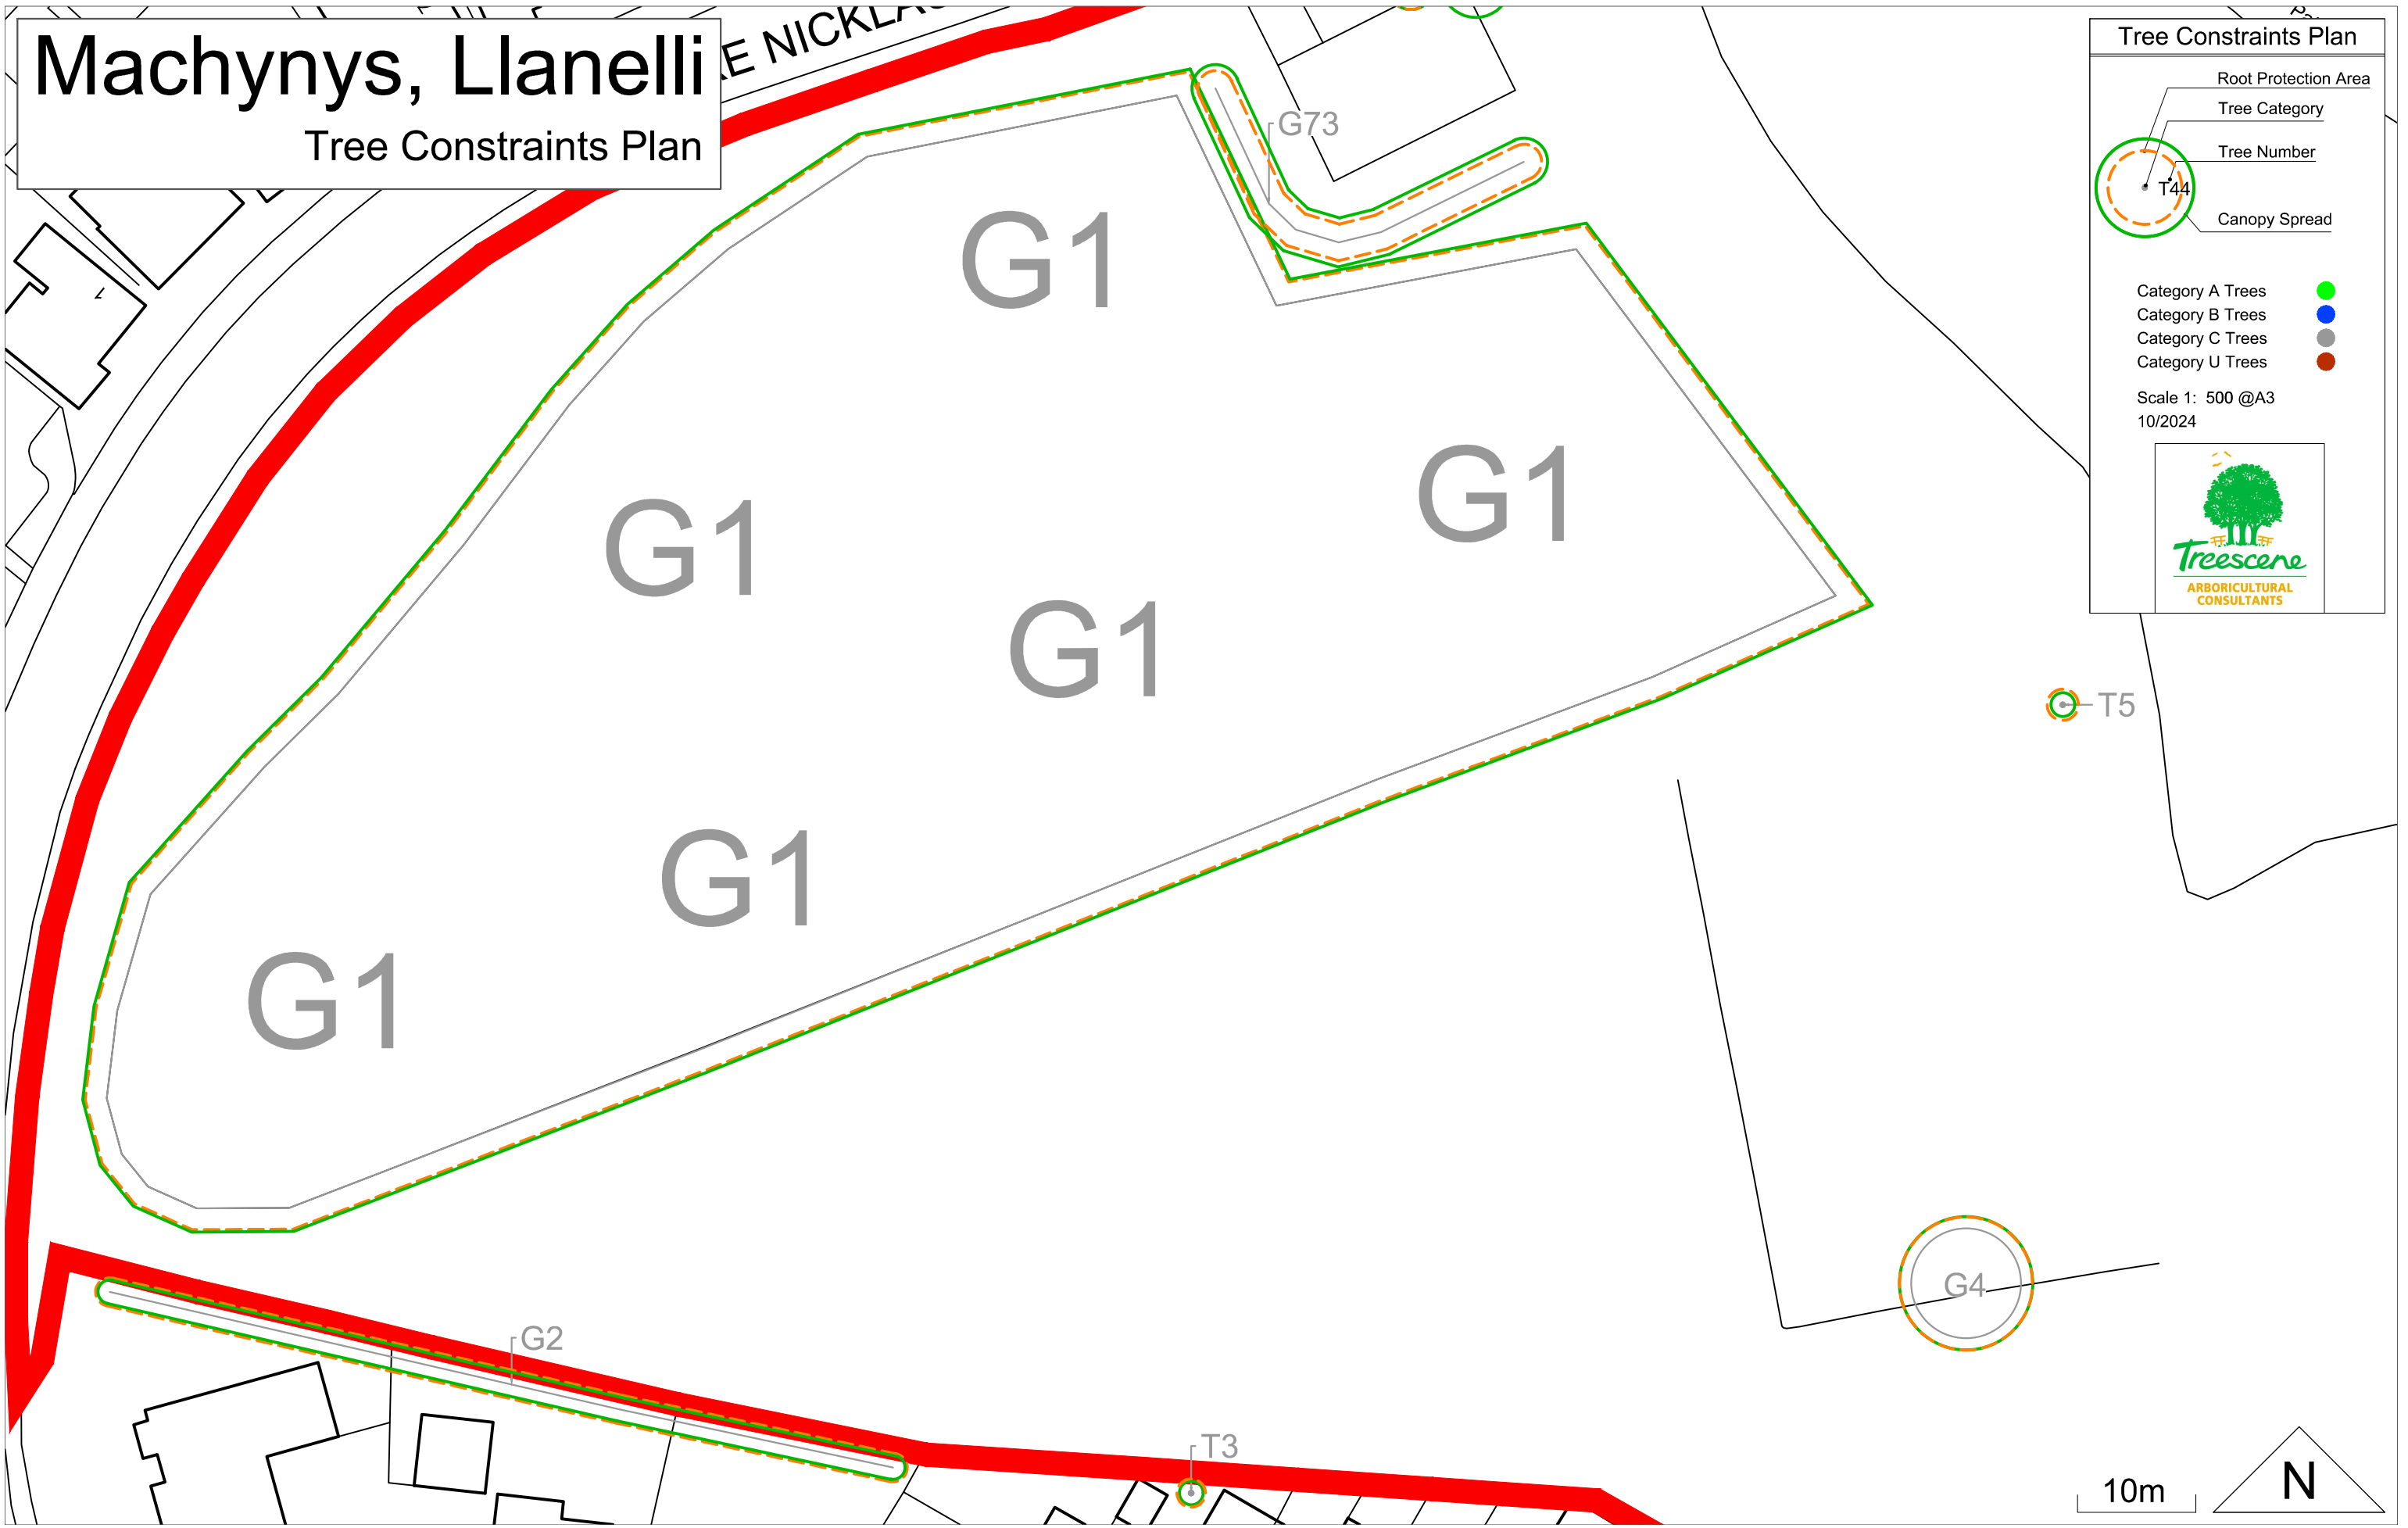 Machynys, Llanelli
Tree Constraints Plan
E NICKLA
Tree Constraints Plan
Root Protection Area
Tree Category
Tree Number
T44
Canopy Spread
Category A Trees
Category B Trees
Category C Trees
Category U Trees
Scale 1: 500 @A3
10/2024
Treescene
ARBORICULTURAL
CONSULTANTS
G73
G1
G1
G1
G1
T5
G1
G1
G4
G2
T3
10m
N
1